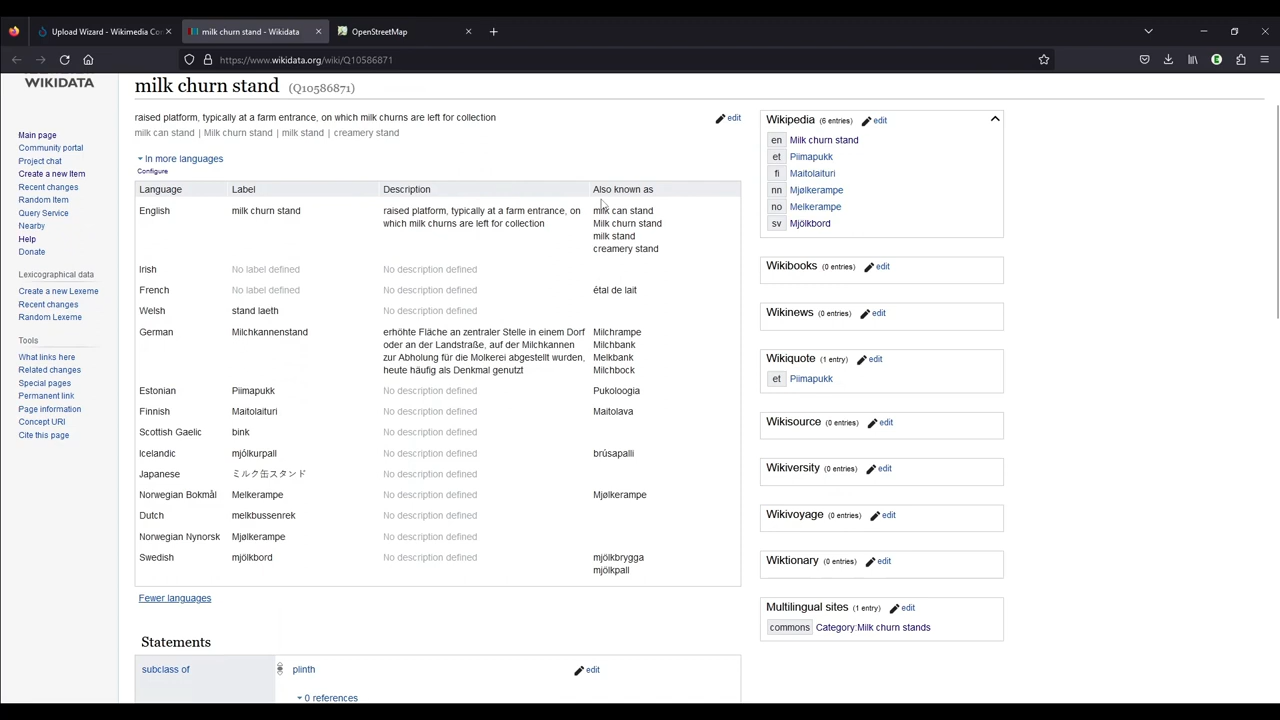 Upload Wizard - Wikimedia Co
milk churn stand - Wikidata
OpenStreetMap
https://www.wikidata.org/wiki/Q10586871
WIKIDATA
Main page
Community portal
Project chat
Create a new Item
Recent changes
Random Item
Query Service
Nearby
Help
Donate
Lexicographical data
Create a new Lexeme
Recent changes
Random Lexeme
Tools
What links here
Related changes
Special pages
Permanent link
Page information
Concept URI
Cite this page
milk churn stand (Q10586871)
raised platform, typically at a farm entrance, on which milk churns are left for collection
edit
milk can stand | Milk churn stand | milk stand | creamery stand
In more languages
Configure
Language Label Description Also known as
English milk churn stand raised platform, typically at a farm entrance, on milk can stand
which milk churns are left for collection Milk churn stand
milk stand
creamery stand
Irish No label defined No description defined
French No label defined No description defined étal de lait
Welsh stand laeth No description defined
German Milchkannenstand erhöhte Fläche an zentraler Stelle in einem Dorf Milchrampe
oder an der Landstraße, auf der Milchkannen Milchbank
zur Abholung für die Molkerei abgestellt wurden, Melkbank
heute häufig als Denkmal genutzt Milchbock
Estonian Piimapukk No description defined Pukoloogia
Finnish Maitolaituri No description defined Maitolava
Scottish Gaelic bink No description defined
Icelandic mjólkurpall No description defined brúsapalli
Japanese ミルク缶スタンド No description defined
Norwegian Bokmål Melkerampe No description defined Mjølkerampe
Dutch melkbussenrek No description defined
Norwegian Nynorsk Mjølkerampe No description defined
Swedish mjölkbord No description defined mjölkbrygga
mjölkpall
Fewer languages
Statements
subclass of plinth edit
0 references
Wikipedia (6 entries) edit
en Milk churn stand
et Piimapukk
fi Maitolaituri
nn Mjølkerampe
no Melkerampe
sv Mjölkbord
Wikibooks (0 entries) edit
Wikinews (0 entries) edit
Wikiquote (1 entry) edit
et Piimapukk
Wikisource (0 entries) edit
Wikiversity (0 entries) edit
Wikivoyage (0 entries) edit
Wiktionary (0 entries) edit
Multilingual sites (1 entry) edit
commons Category:Milk churn stands